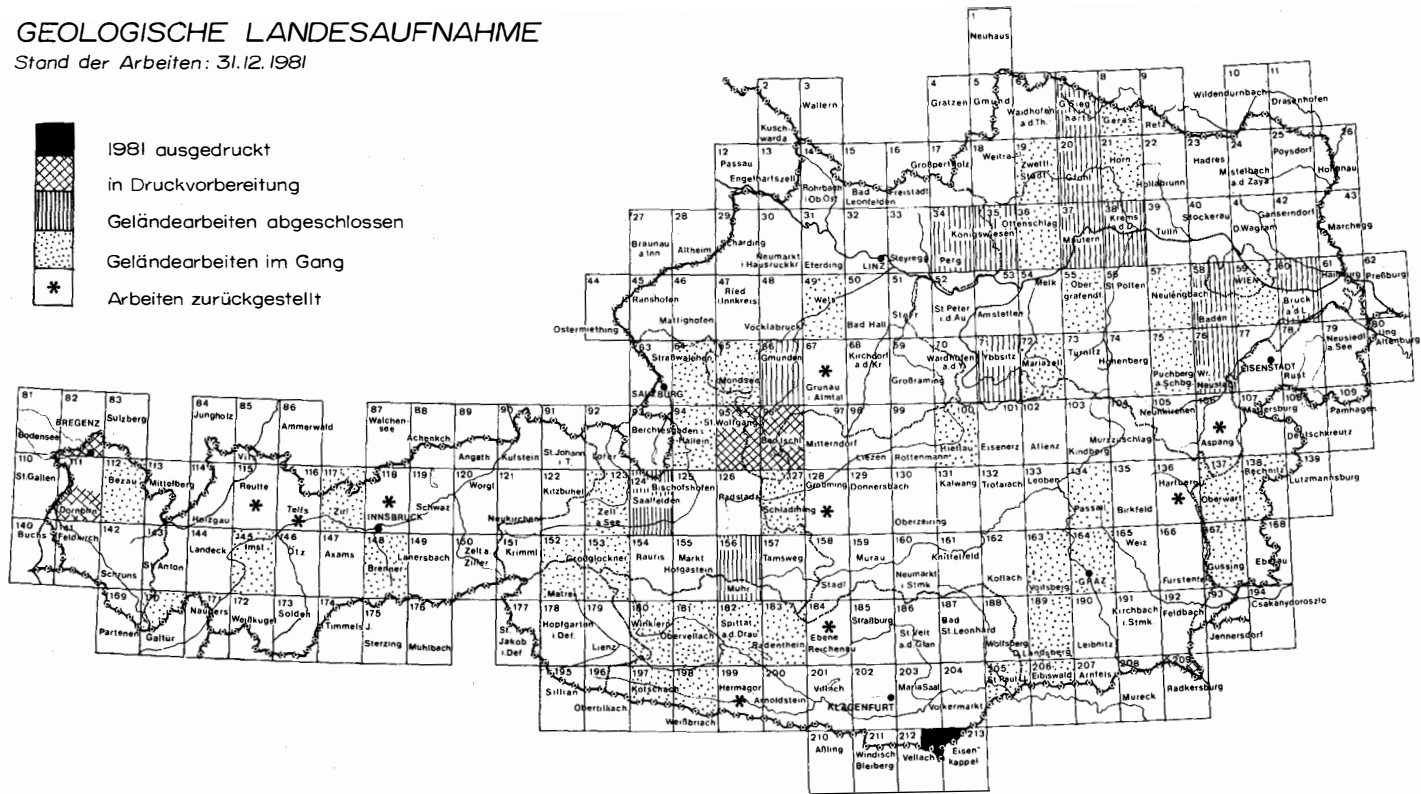 GEOLOGISCHE LANDESAUFNAHME
Stand der Arbeiten: 31.12.1981
1981 ausgedruckt
in Druckvorbereitung
Geländearbeiten abgeschlossen
Geländearbeiten im Gang
* Arbeiten zurückgestellt
1
Neuhaus
2 3 4 5 6 7 8 9 10 11
Wallern Gratzen Gmünd Waidhofen a.d.Th. Geras Retz Wildendürnbach Drasenhofen
Kuschwarda
12 13 14 15 16 17 18 19 20 21 22 23 24 25 26
Passau Engelhartszell Rohrbach i.Ob.Öst Bad Leonfelden Freistadt Großpertholz Weitra Zwettl Stadt Gföhl Horn Hollabrunn Hadres Mistelbach a.d.Zaya Poysdorf Hohenau
27 28 29 30 31 32 33 34 35 36 37 38 39 40 41 42 43
Braunau a.Inn Altheim Schärding Neumarkt i.Hausruckkr Eferding LINZ Steyregg Perg Königswiesen Ottenschlag Mautern Krems a.d.D. Tulln Stockerau D.Wagram Gänserndorf Marchegg
44 45 46 47 48 49 50 51 52 53 54 55 56 57 58 59 60 61 62
Ostermiething Ranshofen Mattighofen Ried i.Innkreis Vöcklabruck Wels Bad Hall Steyr St Peter i.d.Au Amstetten Melk Ober grafendf. St Pölten Neulengbach Baden WIEN Bruck a.d.L. Hainburg Preßburg
63 64 65 66 67 68 69 70 71 72 73 74 75 76 77 78 79 80
SALZBURG Straßwalchen Mondsee Gmunden Grünau i.Almtal Kirchdorf a.d.Kr Großraming Waidhofen a.d.Y. Ybbsitz Mariazell Türnitz Hohenberg Puchberg a.Schbg. Wr. Neustadt EISENSTADT Rust Neusiedl a.See Ung. Altenburg
81 82 83 84 85 86 87 88 89 90 91 92 93 94 95 96 97 98 99 100 101 102 103 104 105 106 107 108 109
Bodensee BREGENZ Sulzberg Jungholz Vils Ammerwald Walchensee Achenkch. Angath Kufstein St.Johann i.T. Lofer Berchtesgaden Hallein St.Wolfgang Bad Ischl Mitterndorf Liezen Rottenmann Hieflau Eisenerz Aflenz Kindberg Mürzzuschlag Neunkirchen Aspang Mattersburg Deutschkreutz Pamhagen
110 111 112 113 114 115 116 117 118 119 120 121 122 123 124 125 126 127 128 129 130 131 132 133 134 135 136 137 138 139
St.Gallen Dornbirn Bezau Mittelberg Holzgau Reutte Telfs Zirl INNSBRUCK Schwaz Wörgl Neukirchen Kitzbühel Zell a.See Saalfelden Bischofshofen Radstadt Schladming Gröbming Donnersbach Oberzeiring Kalwang Trofaiach Leoben Passail Birkfeld Hartberg Oberwart Rechnitz Lutzmannsburg
140 141 142 143 144 145 146 147 148 149 150 151 152 153 154 155 156 157 158 159 160 161 162 163 164 165 166 167 168
Buchs Feldkirch Schruns St.Anton Landeck Imst Ötz Axams Brenner Lanersbach Zell a. Ziller Krimml Matrei Großglockner Rauris Markt Hofgastein Muhr Tamsweg Stadl Murau Neumarkt i.Stmk Knittelfeld Köflach Voitsberg GRAZ Weiz Fürstenfd Güssing Eberau
169 170 171 172 173 174 175 176 177 178 179 180 181 182 183 184 185 186 187 188 189 190 191 192 193 194
Partenen Galtür Nauders Weißkugel Sölden Timmels J. Sterzing Mühlbach St. Jakob i.Def Hopfgarten i.Def. Lienz Winklern Obervellach Spittal a.d.Drau Radenthein Ebene Reichenau Straßburg St.Veit a.d.Glan Bad St.Leonhard Wolfsberg Dt.Landsberg Leibnitz Kirchbach i.Stmk. Feldbach Jennersdorf Csakanydoroszlo
195 196 197 198 199 200 201 202 203 204 205 206 207 208 209
Sillian Obertilliach Kötschach Weißbriach Hermagor Arnoldstein Villach KLAGENFURT Maria Saal Völkermarkt St.Paul Eibiswald Arnfels Mureck Radkersburg
210 211 212 213
Aßling Windisch Bleiberg Vellach Eisenkappel